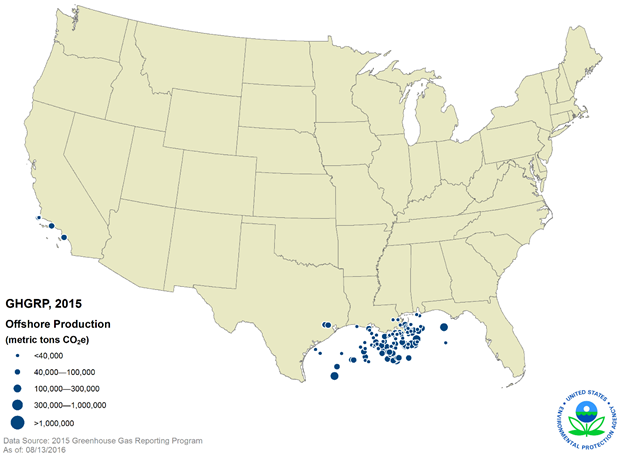 GHGRP, 2015
Offshore Production
(metric tons CO₂e)
<40,000
40,000—100,000
100,000—300,000
300,000—1,000,000
>1,000,000
Data Source: 2015 Greenhouse Gas Reporting Program
As of: 08/13/2016
UNITED STATES
ENVIRONMENTAL PROTECTION AGENCY